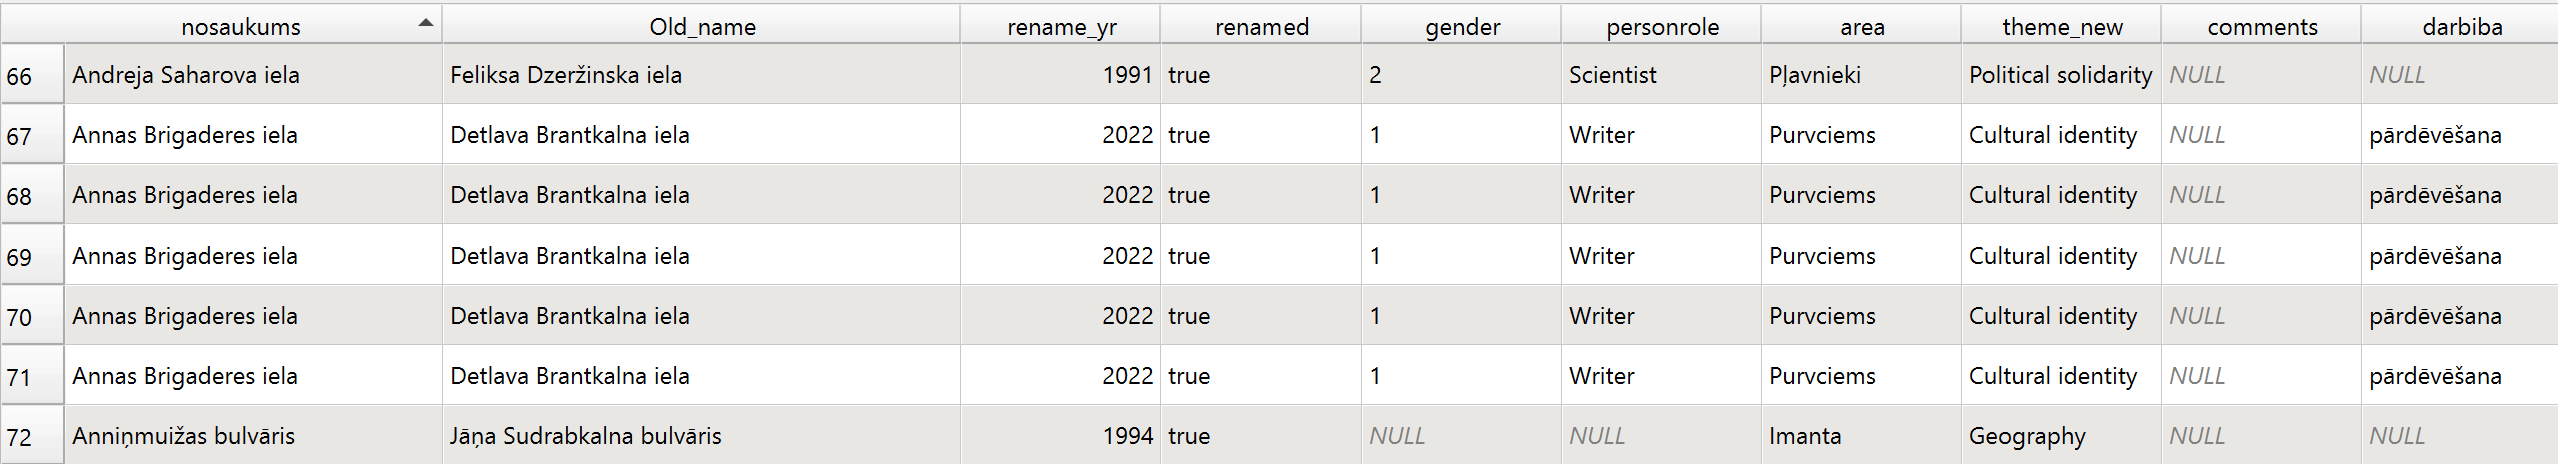 nosaukums Old_name rename_yr renamed gender personrole area theme_new comments darbiba
66 Andreja Saharova iela Feliksa Dzeržinska iela 1991 true 2 Scientist Pļavnieki Political solidarity NULL NULL
67 Annas Brigaderes iela Detlava Brantkalna iela 2022 true 1 Writer Purvciems Cultural identity NULL pārdēvēšana
68 Annas Brigaderes iela Detlava Brantkalna iela 2022 true 1 Writer Purvciems Cultural identity NULL pārdēvēšana
69 Annas Brigaderes iela Detlava Brantkalna iela 2022 true 1 Writer Purvciems Cultural identity NULL pārdēvēšana
70 Annas Brigaderes iela Detlava Brantkalna iela 2022 true 1 Writer Purvciems Cultural identity NULL pārdēvēšana
71 Annas Brigaderes iela Detlava Brantkalna iela 2022 true 1 Writer Purvciems Cultural identity NULL pārdēvēšana
72 Anniņmuižas bulvāris Jāņa Sudrabkalna bulvāris 1994 true NULL NULL Imanta Geography NULL NULL